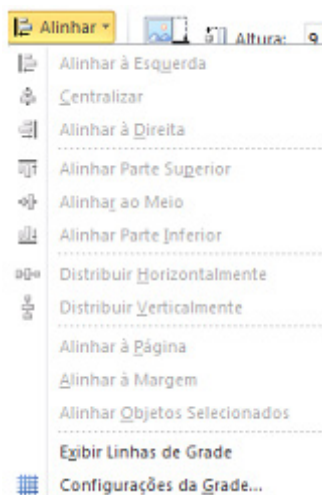 Alinhar
Altura: 9
Alinhar à Esquerda
Centralizar
Alinhar à Direita
Alinhar Parte Superior
Alinhar ao Meio
Alinhar Parte Inferior
Distribuir Horizontalmente
Distribuir Verticalmente
Alinhar à Página
Alinhar à Margem
Alinhar Objetos Selecionados
Exibir Linhas de Grade
Configurações da Grade...